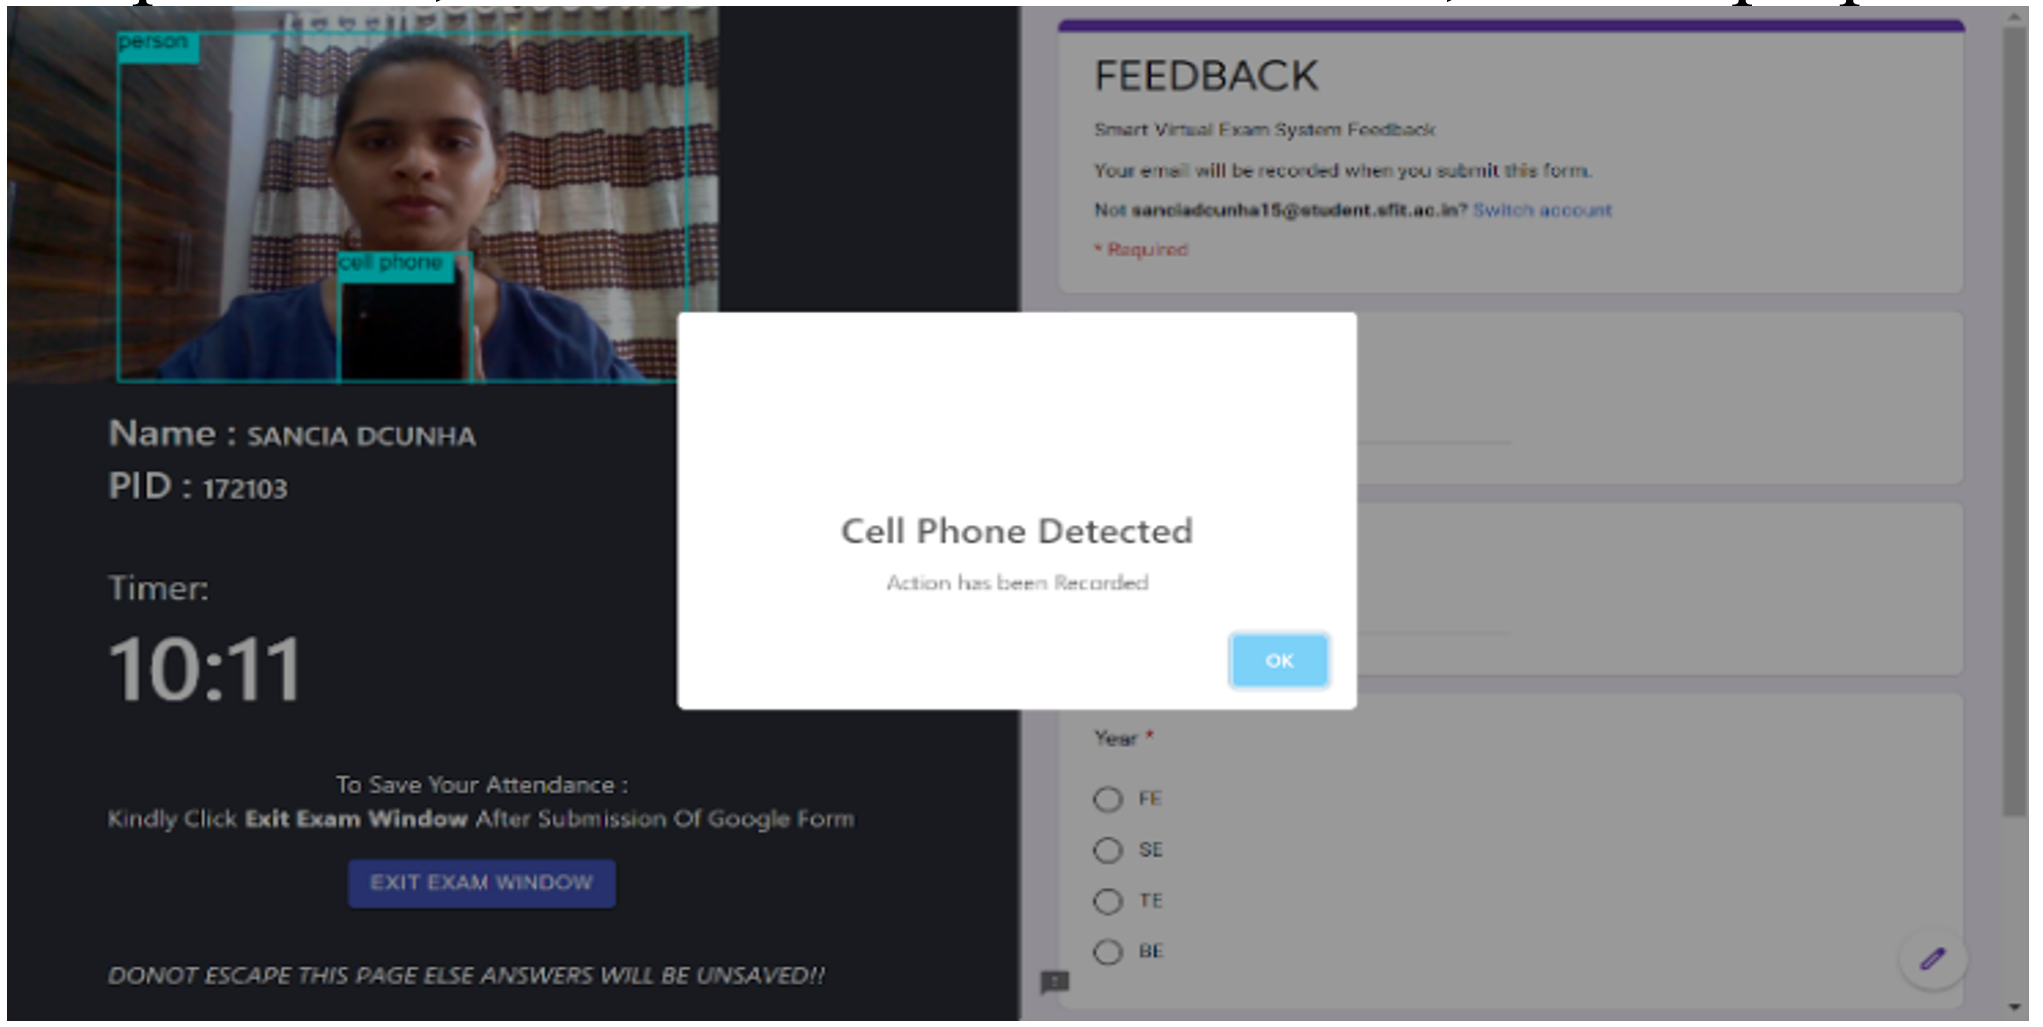 person
cell phone
Name : SANCIA DCUNHA
PID : 172103
Timer:
10:11
To Save Your Attendance :
Kindly Click Exit Exam Window After Submission Of Google Form
EXIT EXAM WINDOW
DONOT ESCAPE THIS PAGE ELSE ANSWERS WILL BE UNSAVED!!
Cell Phone Detected
Action has been Recorded
OK
FEEDBACK
Smart Virtual Exam System Feedback
Your email will be recorded when you submit this form.
Not sanciadcunha15@student.sfit.ac.in? Switch account
* Required
Year *
FE
SE
TE
BE